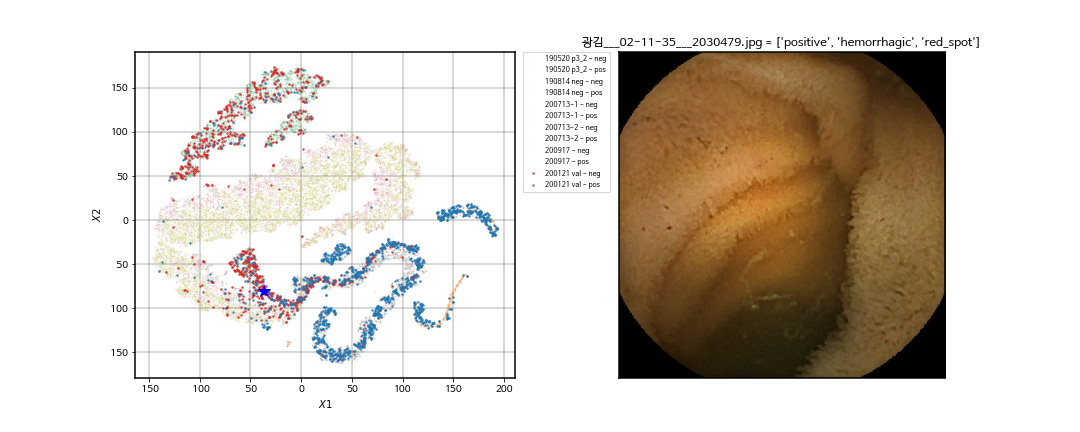 광김___02-11-35___2030479.jpg = ['positive', 'hemorrhagic', 'red_spot']
190520 p3_2 − neg
190520 p3_2 − pos
190814 neg − neg
190814 neg − pos
200713−1 − neg
200713−1 − pos
200713−2 − neg
200713−2 − pos
200917 − neg
200917 − pos
200121 val − neg
200121 val − pos
X2
150
100
50
0
50
100
150
150 100 50 0 50 100 150 200
X1